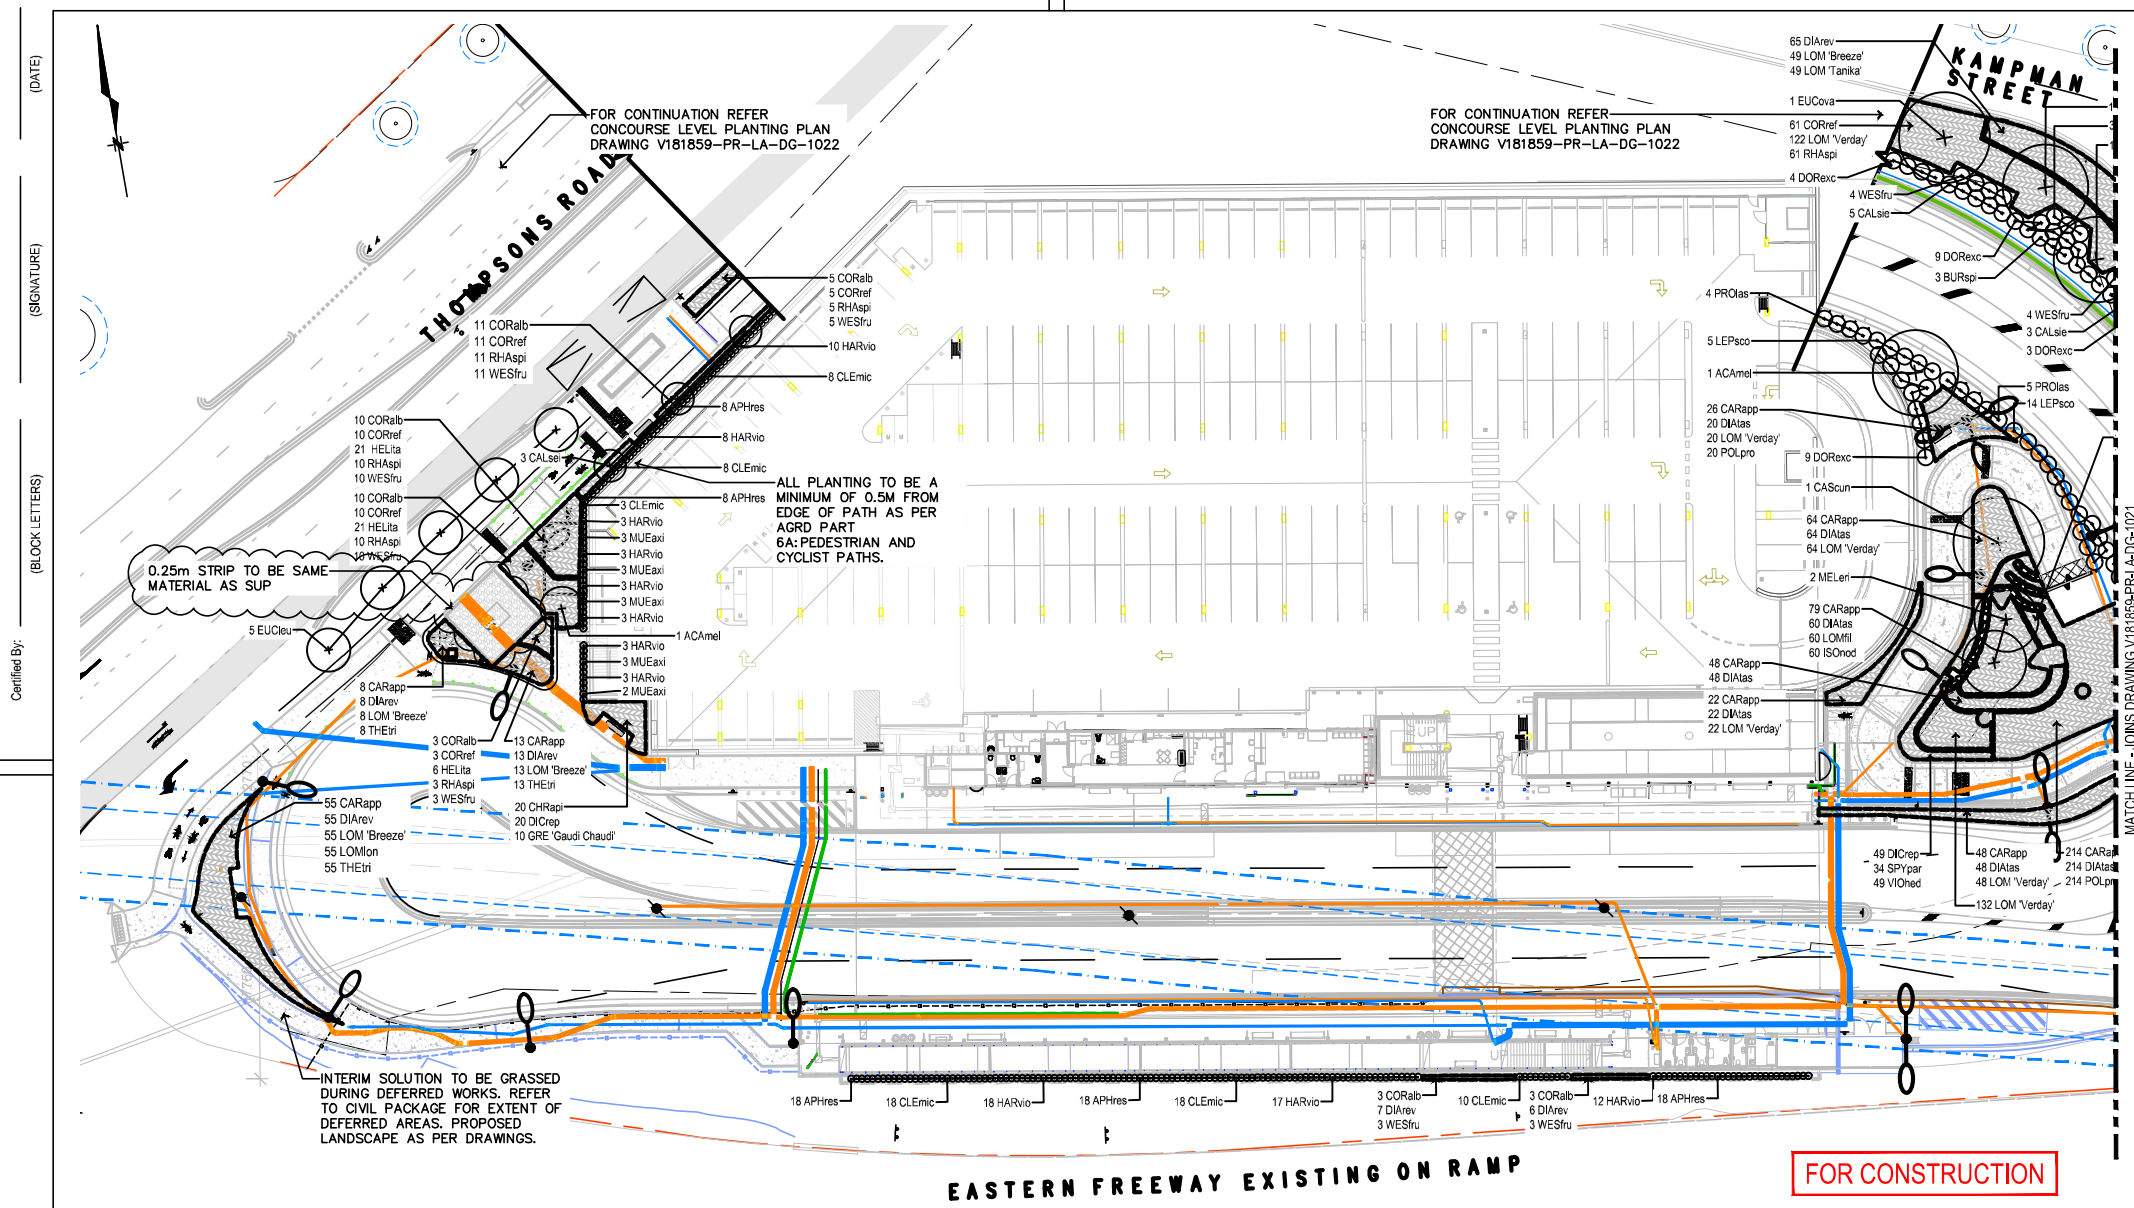 (DATE)
(SIGNATURE)
(BLOCK LETTERS)
Certified By:
FOR CONTINUATION REFER
CONCOURSE LEVEL PLANTING PLAN
DRAWING V181859-PR-LA-DG-1022
THOMPSONS ROAD
5 CORalb
5 CORref
5 RHAspi
5 WESfru
10 HARvio
8 CLEmic
11 CORalb
11 CORref
11 RHAspi
11 WESfru
8 APHres
8 HARvio
8 CLEmic
8 APHres
3 CALsei
10 CORalb
10 CORref
21 HELita
10 RHAspi
10 WESfru
10 CORalb
10 CORref
21 HELita
10 RHAspi
10 WESfru
ALL PLANTING TO BE A
MINIMUM OF 0.5M FROM
EDGE OF PATH AS PER
AGRD PART
6A: PEDESTRIAN AND
CYCLIST PATHS.
3 CLEmic
3 HARvio
3 MUEaxi
3 HARvio
3 MUEaxi
3 HARvio
3 MUEaxi
3 HARvio
1 ACAmel
3 HARvio
3 MUEaxi
3 HARvio
2 MUEaxi
0.25m STRIP TO BE SAME
MATERIAL AS SUP
5 EUCleu
8 CARapp
8 DIArev
8 LOM 'Breeze'
8 THEtri
3 CORalb
3 CORref
6 HELita
3 RHAspi
3 WESfru
13 CARapp
13 DIArev
13 LOM 'Breeze'
13 THEtri
20 CHRapi
20 DICrep
10 GRE 'Gaudi Chaudi'
55 CARapp
55 DIArev
55 LOM 'Breeze'
55 LOMlon
55 THEtri
INTERIM SOLUTION TO BE GRASSED
DURING DEFERRED WORKS. REFER
TO CIVIL PACKAGE FOR EXTENT OF
DEFERRED AREAS. PROPOSED
LANDSCAPE AS PER DRAWINGS.
UP
FOR CONTINUATION REFER
CONCOURSE LEVEL PLANTING PLAN
DRAWING V181859-PR-LA-DG-1022
KAMPMAN
STREET
65 DIArev
49 LOM 'Breeze'
49 LOM 'Tanika'
1 EUCova
61 CORref
122 LOM 'Verday'
61 RHAspi
4 DORexc
4 WESfru
5 CALsie
9 DORexc
3 BURspi
4 WESfru
3 CALsie
3 DORexc
4 PROlas
5 LEPsco
1 ACAmel
5 PROlas
14 LEPsco
26 CARapp
20 DIAtas
20 LOM 'Verday'
20 POLpro
9 DORexc
1 CAScun
64 CARapp
64 DIAtas
64 LOM 'Verday'
2 MELeri
79 CARapp
60 DIAtas
60 LOMfil
60 ISOnod
48 CARapp
48 DIAtas
22 CARapp
22 DIAtas
22 LOM 'Verday'
49 DICrep
34 SPYpar
49 VIOhed
48 CARapp
48 DIAtas
48 LOM 'Verday'
132 LOM 'Verday'
214 CARap
214 DIAtas
214 POLpr
MATCH LINE - JOINS DRAWING V181859-PR-LA-DG-1021
18 APHres
18 CLEmic
18 HARvio
18 APHres
18 CLEmic
17 HARvio
3 CORalb
7 DIArev
3 WESfru
10 CLEmic
3 CORalb
6 DIArev
3 WESfru
12 HARvio
18 APHres
EASTERN FREEWAY EXISTING ON RAMP
FOR CONSTRUCTION